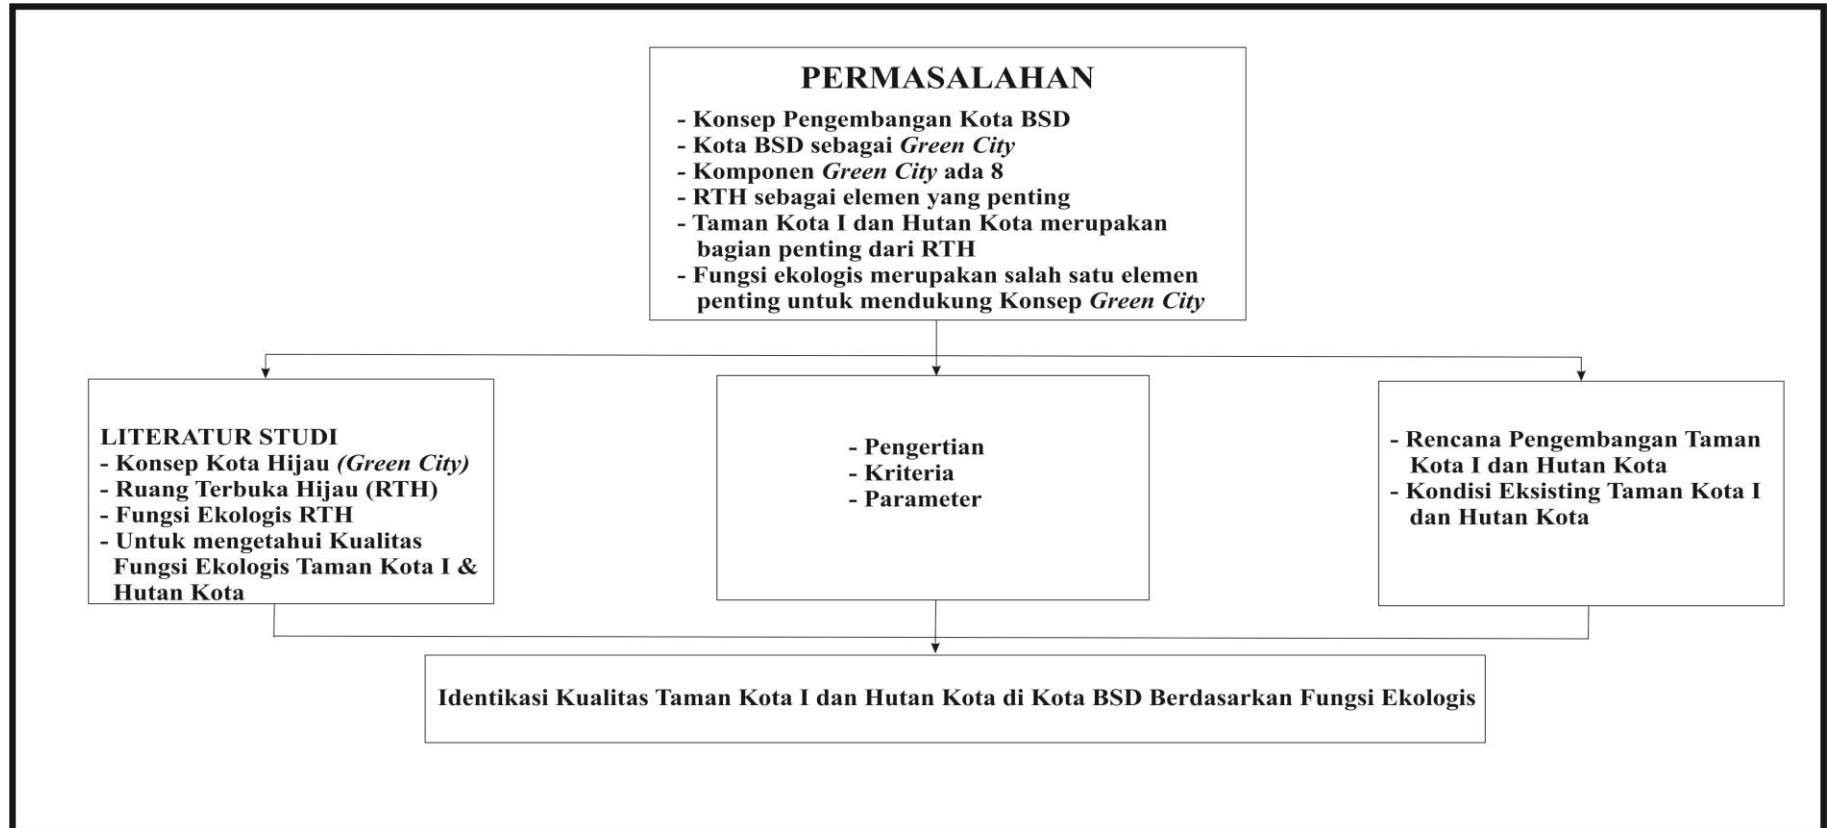 PERMASALAHAN
- Konsep Pengembangan Kota BSD
- Kota BSD sebagai Green City
- Komponen Green City ada 8
- RTH sebagai elemen yang penting
- Taman Kota I dan Hutan Kota merupakan
bagian penting dari RTH
- Fungsi ekologis merupakan salah satu elemen
penting untuk mendukung Konsep Green City
LITERATUR STUDI
- Konsep Kota Hijau (Green City)
- Ruang Terbuka Hijau (RTH)
- Fungsi Ekologis RTH
- Untuk mengetahui Kualitas
Fungsi Ekologis Taman Kota I &
Hutan Kota
- Pengertian
- Kriteria
- Parameter
- Rencana Pengembangan Taman
Kota I dan Hutan Kota
- Kondisi Eksisting Taman Kota I
dan Hutan Kota
Identikasi Kualitas Taman Kota I dan Hutan Kota di Kota BSD Berdasarkan Fungsi Ekologis